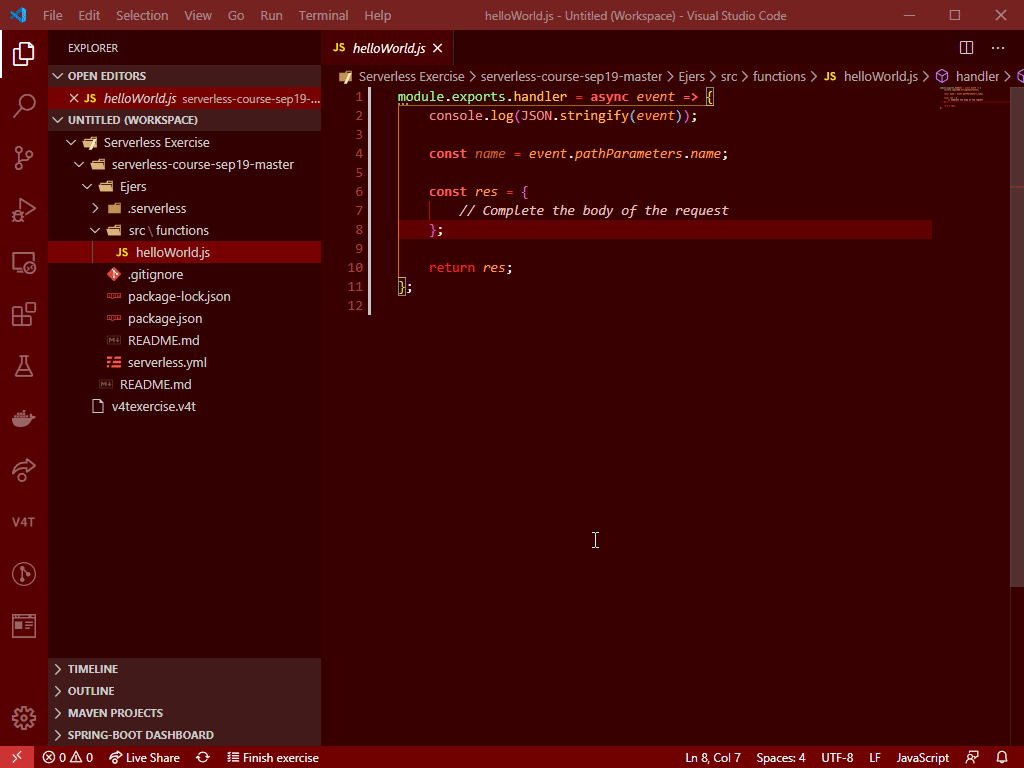 File Edit Selection View Go Run Terminal Help helloWorld.js - Untitled (Workspace) - Visual Studio Code
EXPLORER
OPEN EDITORS
JS helloWorld.js serverless-course-sep19-...
UNTITLED (WORKSPACE)
Serverless Exercise
serverless-course-sep19-master
Ejers
.serverless
src \ functions
JS helloWorld.js
.gitignore
package-lock.json
package.json
README.md
serverless.yml
README.md
v4texercise.v4t
V4T
TIMELINE
OUTLINE
MAVEN PROJECTS
SPRING-BOOT DASHBOARD
JS helloWorld.js
Serverless Exercise > serverless-course-sep19-master > Ejers > src > functions > JS helloWorld.js > handler >
1 module.exports.handler = async event => {
2 console.log(JSON.stringify(event));
3
4 const name = event.pathParameters.name;
5
6 const res = {
7 // Complete the body of the request
8 };
9
10 return res;
11 };
12
0 0 Live Share Finish exercise Ln 8, Col 7 Spaces: 4 UTF-8 LF JavaScript